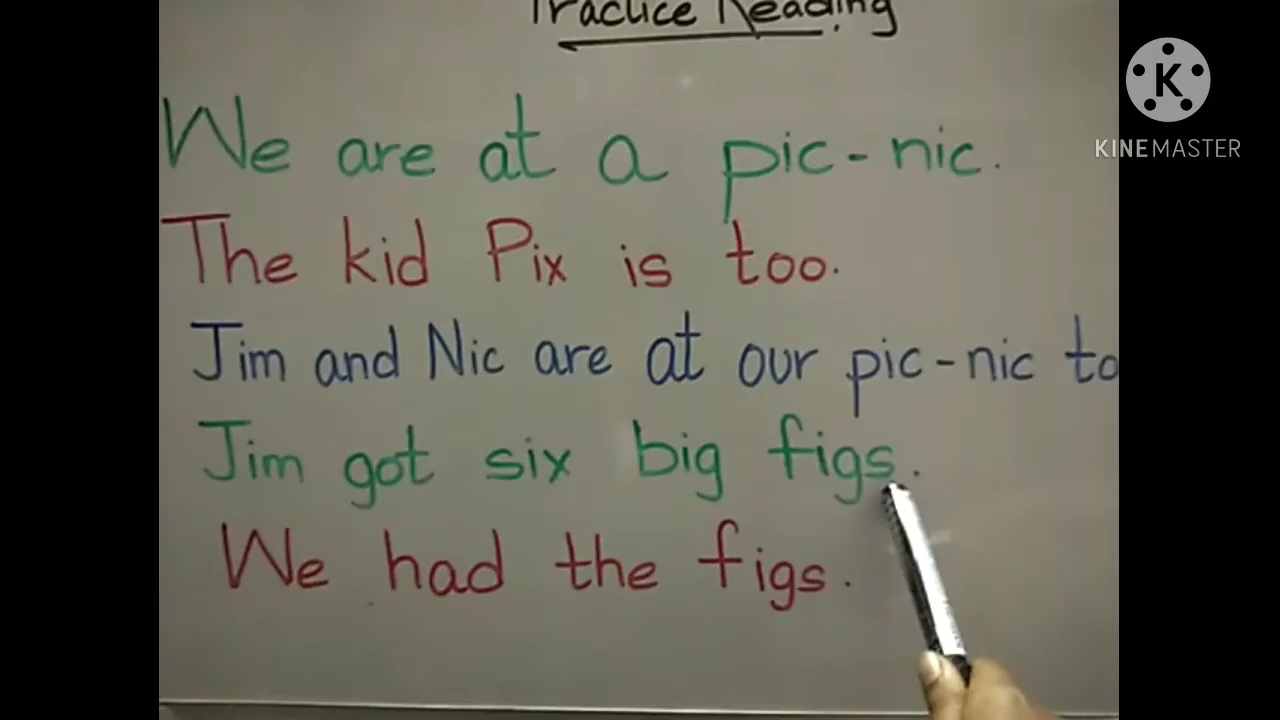 Practice Reading
We are at a pic-nic.
The kid Pix is too.
Jim and Nic are at our pic-nic to
Jim got six big figs.
We had the figs.
K
KINEMASTER